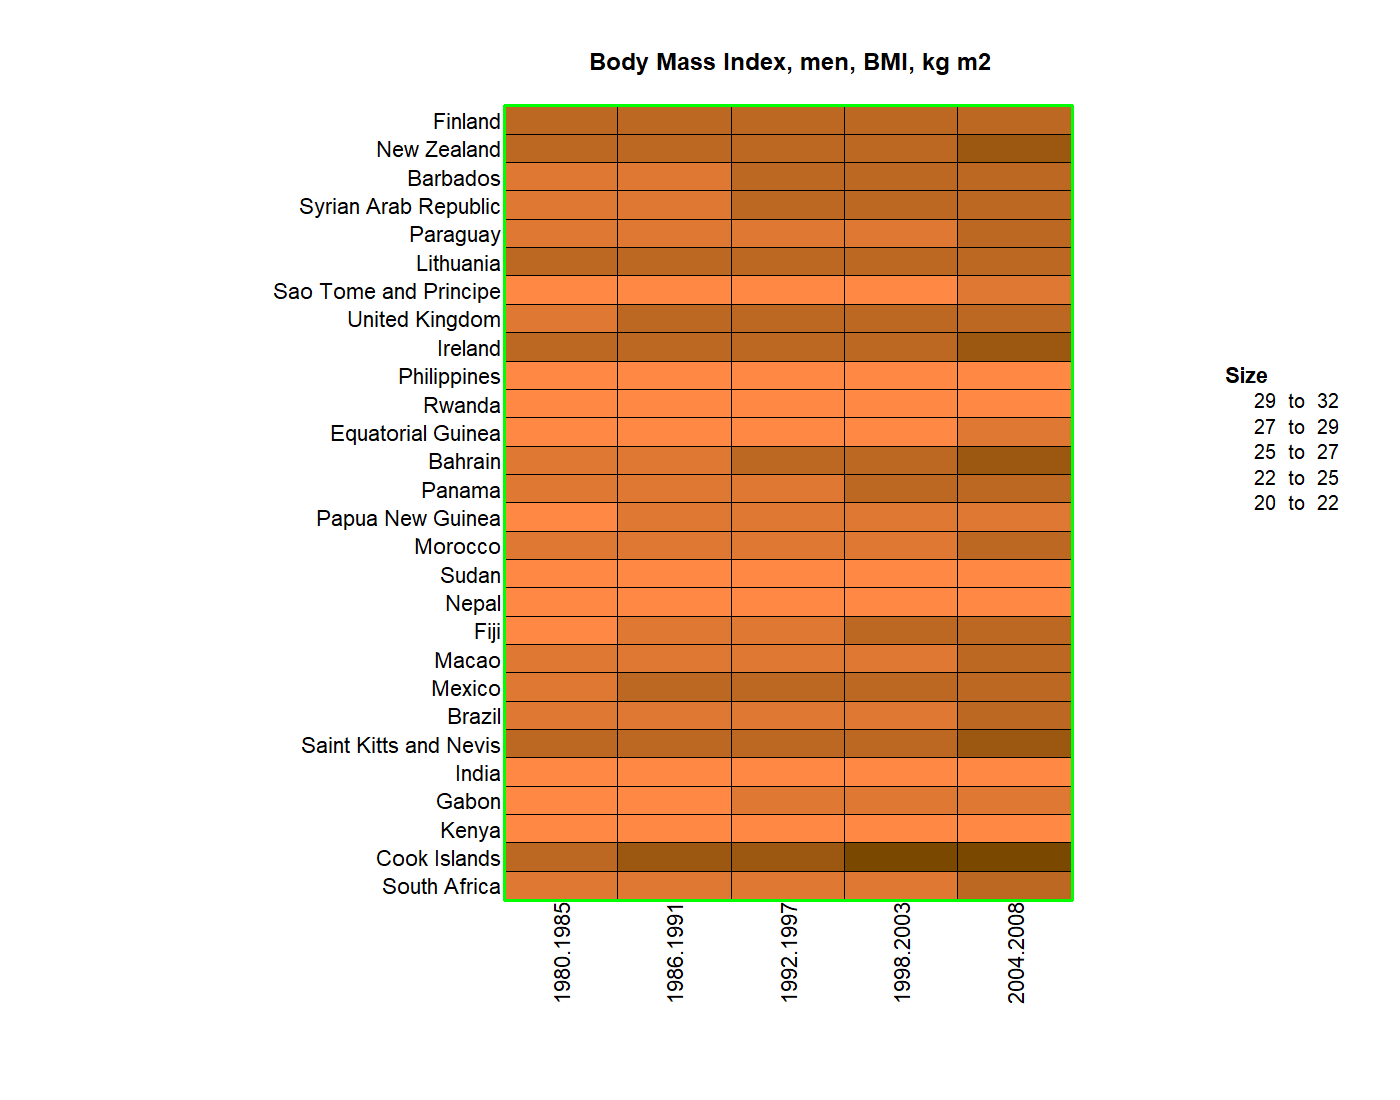 Body Mass Index, men, BMI, kg m2
Finland
New Zealand
Barbados
Syrian Arab Republic
Paraguay
Lithuania
Sao Tome and Principe
United Kingdom
Ireland
Philippines
Rwanda
Equatorial Guinea
Bahrain
Panama
Papua New Guinea
Morocco
Sudan
Nepal
Fiji
Macao
Mexico
Brazil
Saint Kitts and Nevis
India
Gabon
Kenya
Cook Islands
South Africa
1980.1985
1986.1991
1992.1997
1998.2003
2004.2008
Size
29 to 32
27 to 29
25 to 27
22 to 25
20 to 22